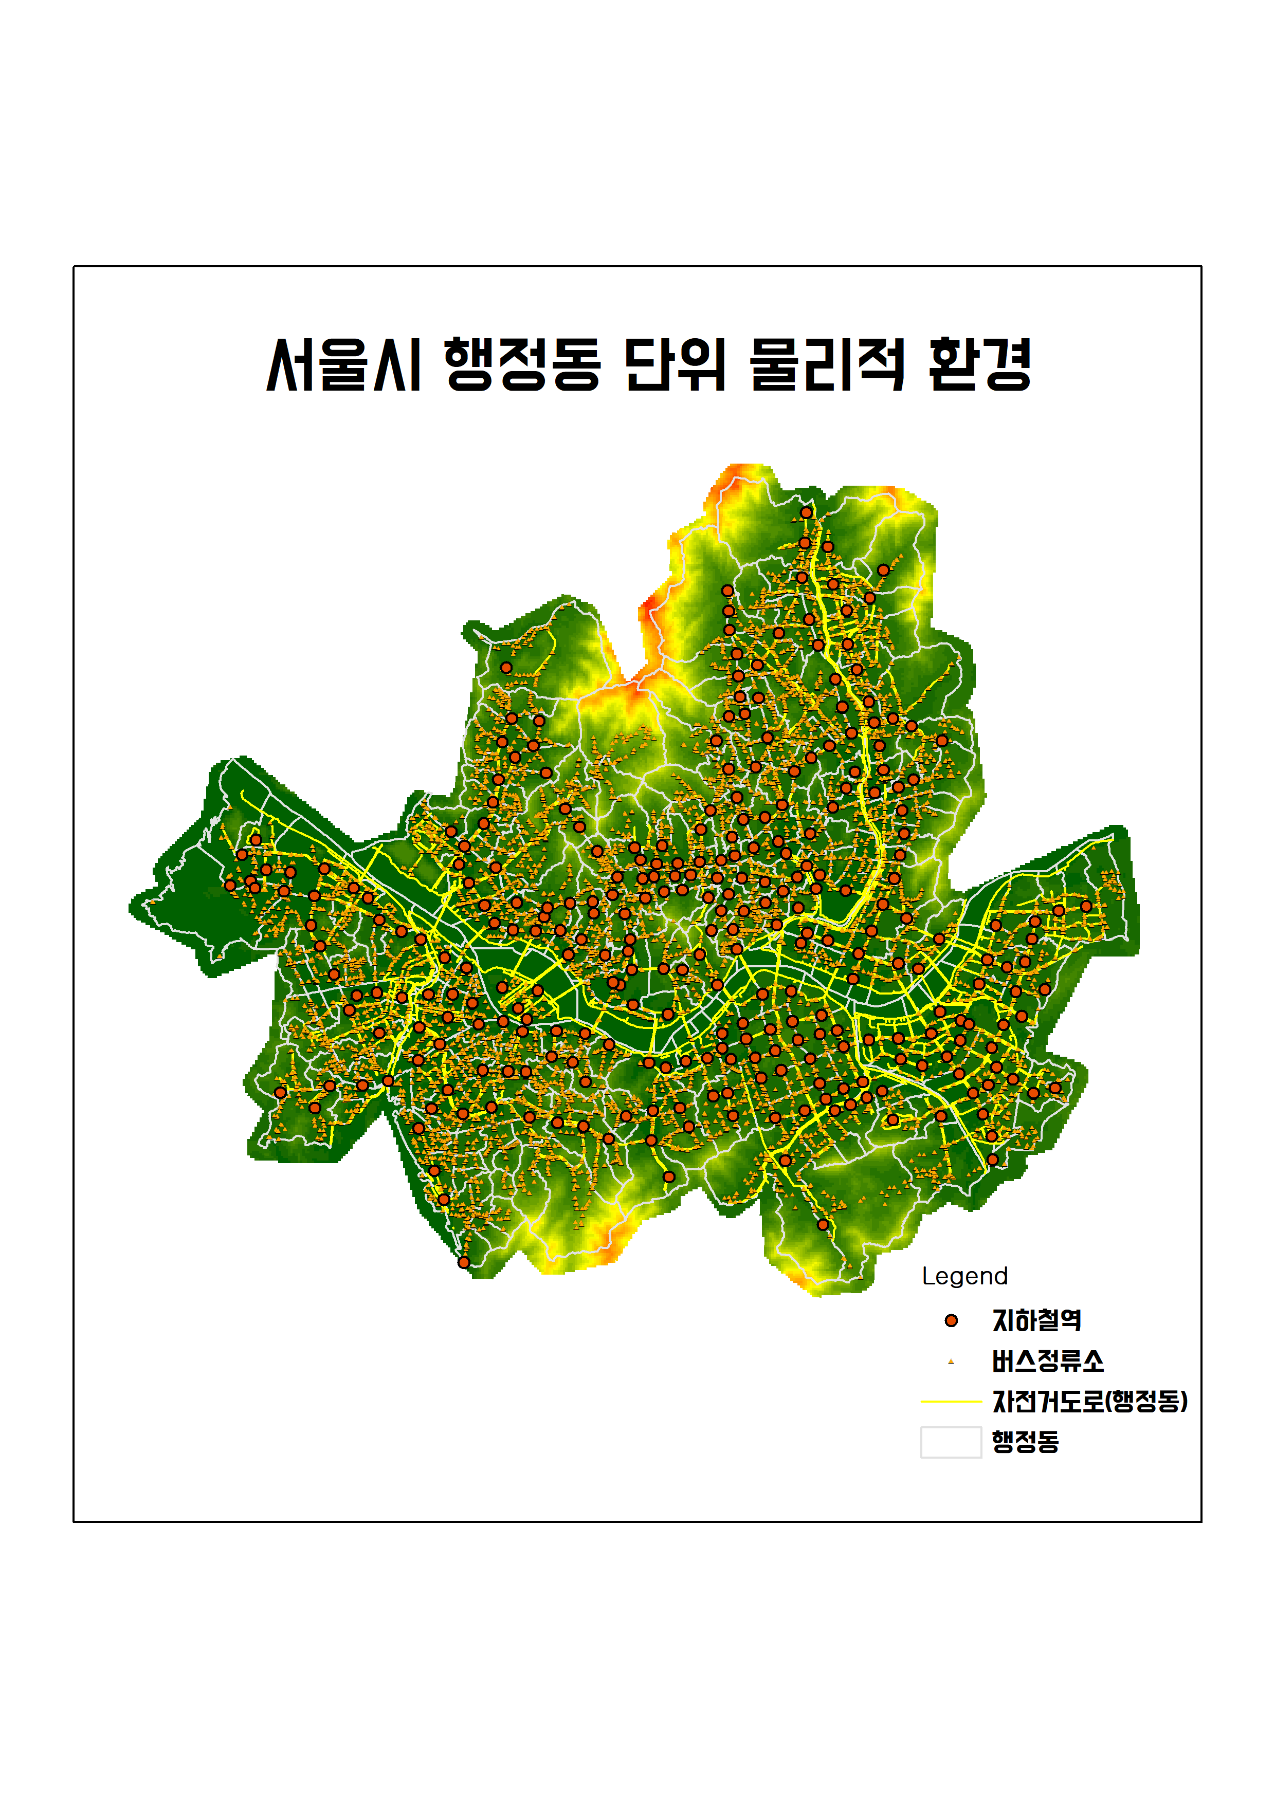 서울시 행정동 단위 물리적 환경
Legend
지하철역
버스정류소
자전거도로(행정동)
행정동